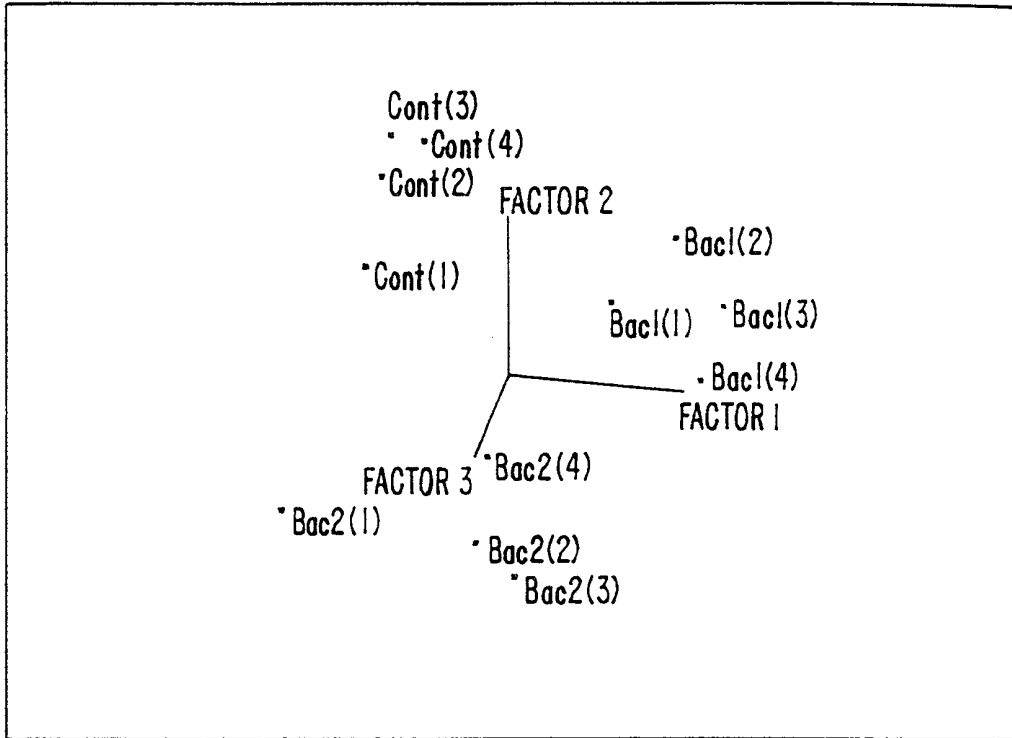 Cont(3)
Cont(4)
Cont(2)
FACTOR 2
Bac1(2)
Cont(1)
Bac1(1)
Bac1(3)
Bac1(4)
FACTOR 1
Bac2(4)
FACTOR 3
Bac2(1)
Bac2(2)
Bac2(3)